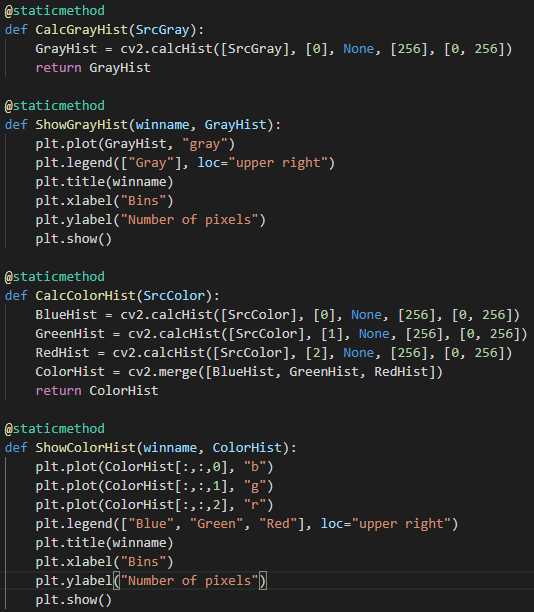 @staticmethod
def CalcGrayHist(SrcGray):
    GrayHist = cv2.calcHist([SrcGray], [0], None, [256], [0, 256])
    return GrayHist

@staticmethod
def ShowGrayHist(winname, GrayHist):
    plt.plot(GrayHist, "gray")
    plt.legend(["Gray"], loc="upper right")
    plt.title(winname)
    plt.xlabel("Bins")
    plt.ylabel("Number of pixels")
    plt.show()

@staticmethod
def CalcColorHist(SrcColor):
    BlueHist = cv2.calcHist([SrcColor], [0], None, [256], [0, 256])
    GreenHist = cv2.calcHist([SrcColor], [1], None, [256], [0, 256])
    RedHist = cv2.calcHist([SrcColor], [2], None, [256], [0, 256])
    ColorHist = cv2.merge([BlueHist, GreenHist, RedHist])
    return ColorHist

@staticmethod
def ShowColorHist(winname, ColorHist):
    plt.plot(ColorHist[:,:,0], "b")
    plt.plot(ColorHist[:,:,1], "g")
    plt.plot(ColorHist[:,:,2], "r")
    plt.legend(["Blue", "Green", "Red"], loc="upper right")
    plt.title(winname)
    plt.xlabel("Bins")
    plt.ylabel("Number of pixels")
    plt.show()